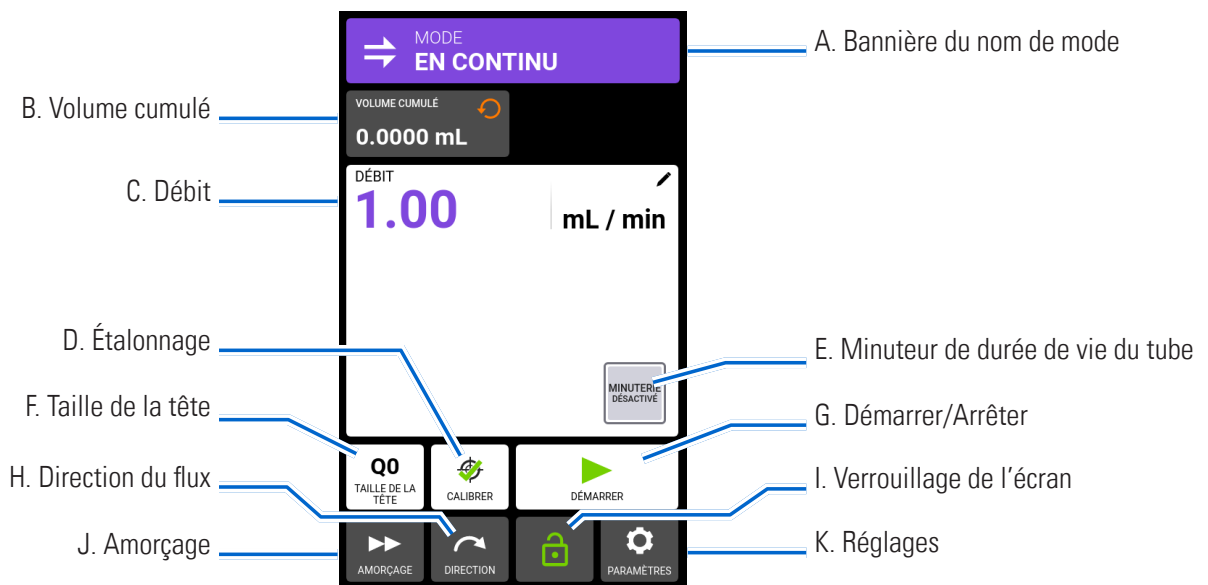 MODE
EN CONTINU
A. Bannière du nom de mode
B. Volume cumulé
VOLUME CUMULÉ
0.0000 mL
C. Débit
DÉBIT
1.00
mL / min
D. Étalonnage
E. Minuteur de durée de vie du tube
MINUTERIE
DÉSACTIVÉ
F. Taille de la tête
G. Démarrer/Arrêter
Q0
TAILLE DE LA
TÊTE
CALIBRER
DÉMARRER
H. Direction du flux
I. Verrouillage de l'écran
J. Amorçage
K. Réglages
AMORÇAGE
DIRECTION
PARAMÈTRES